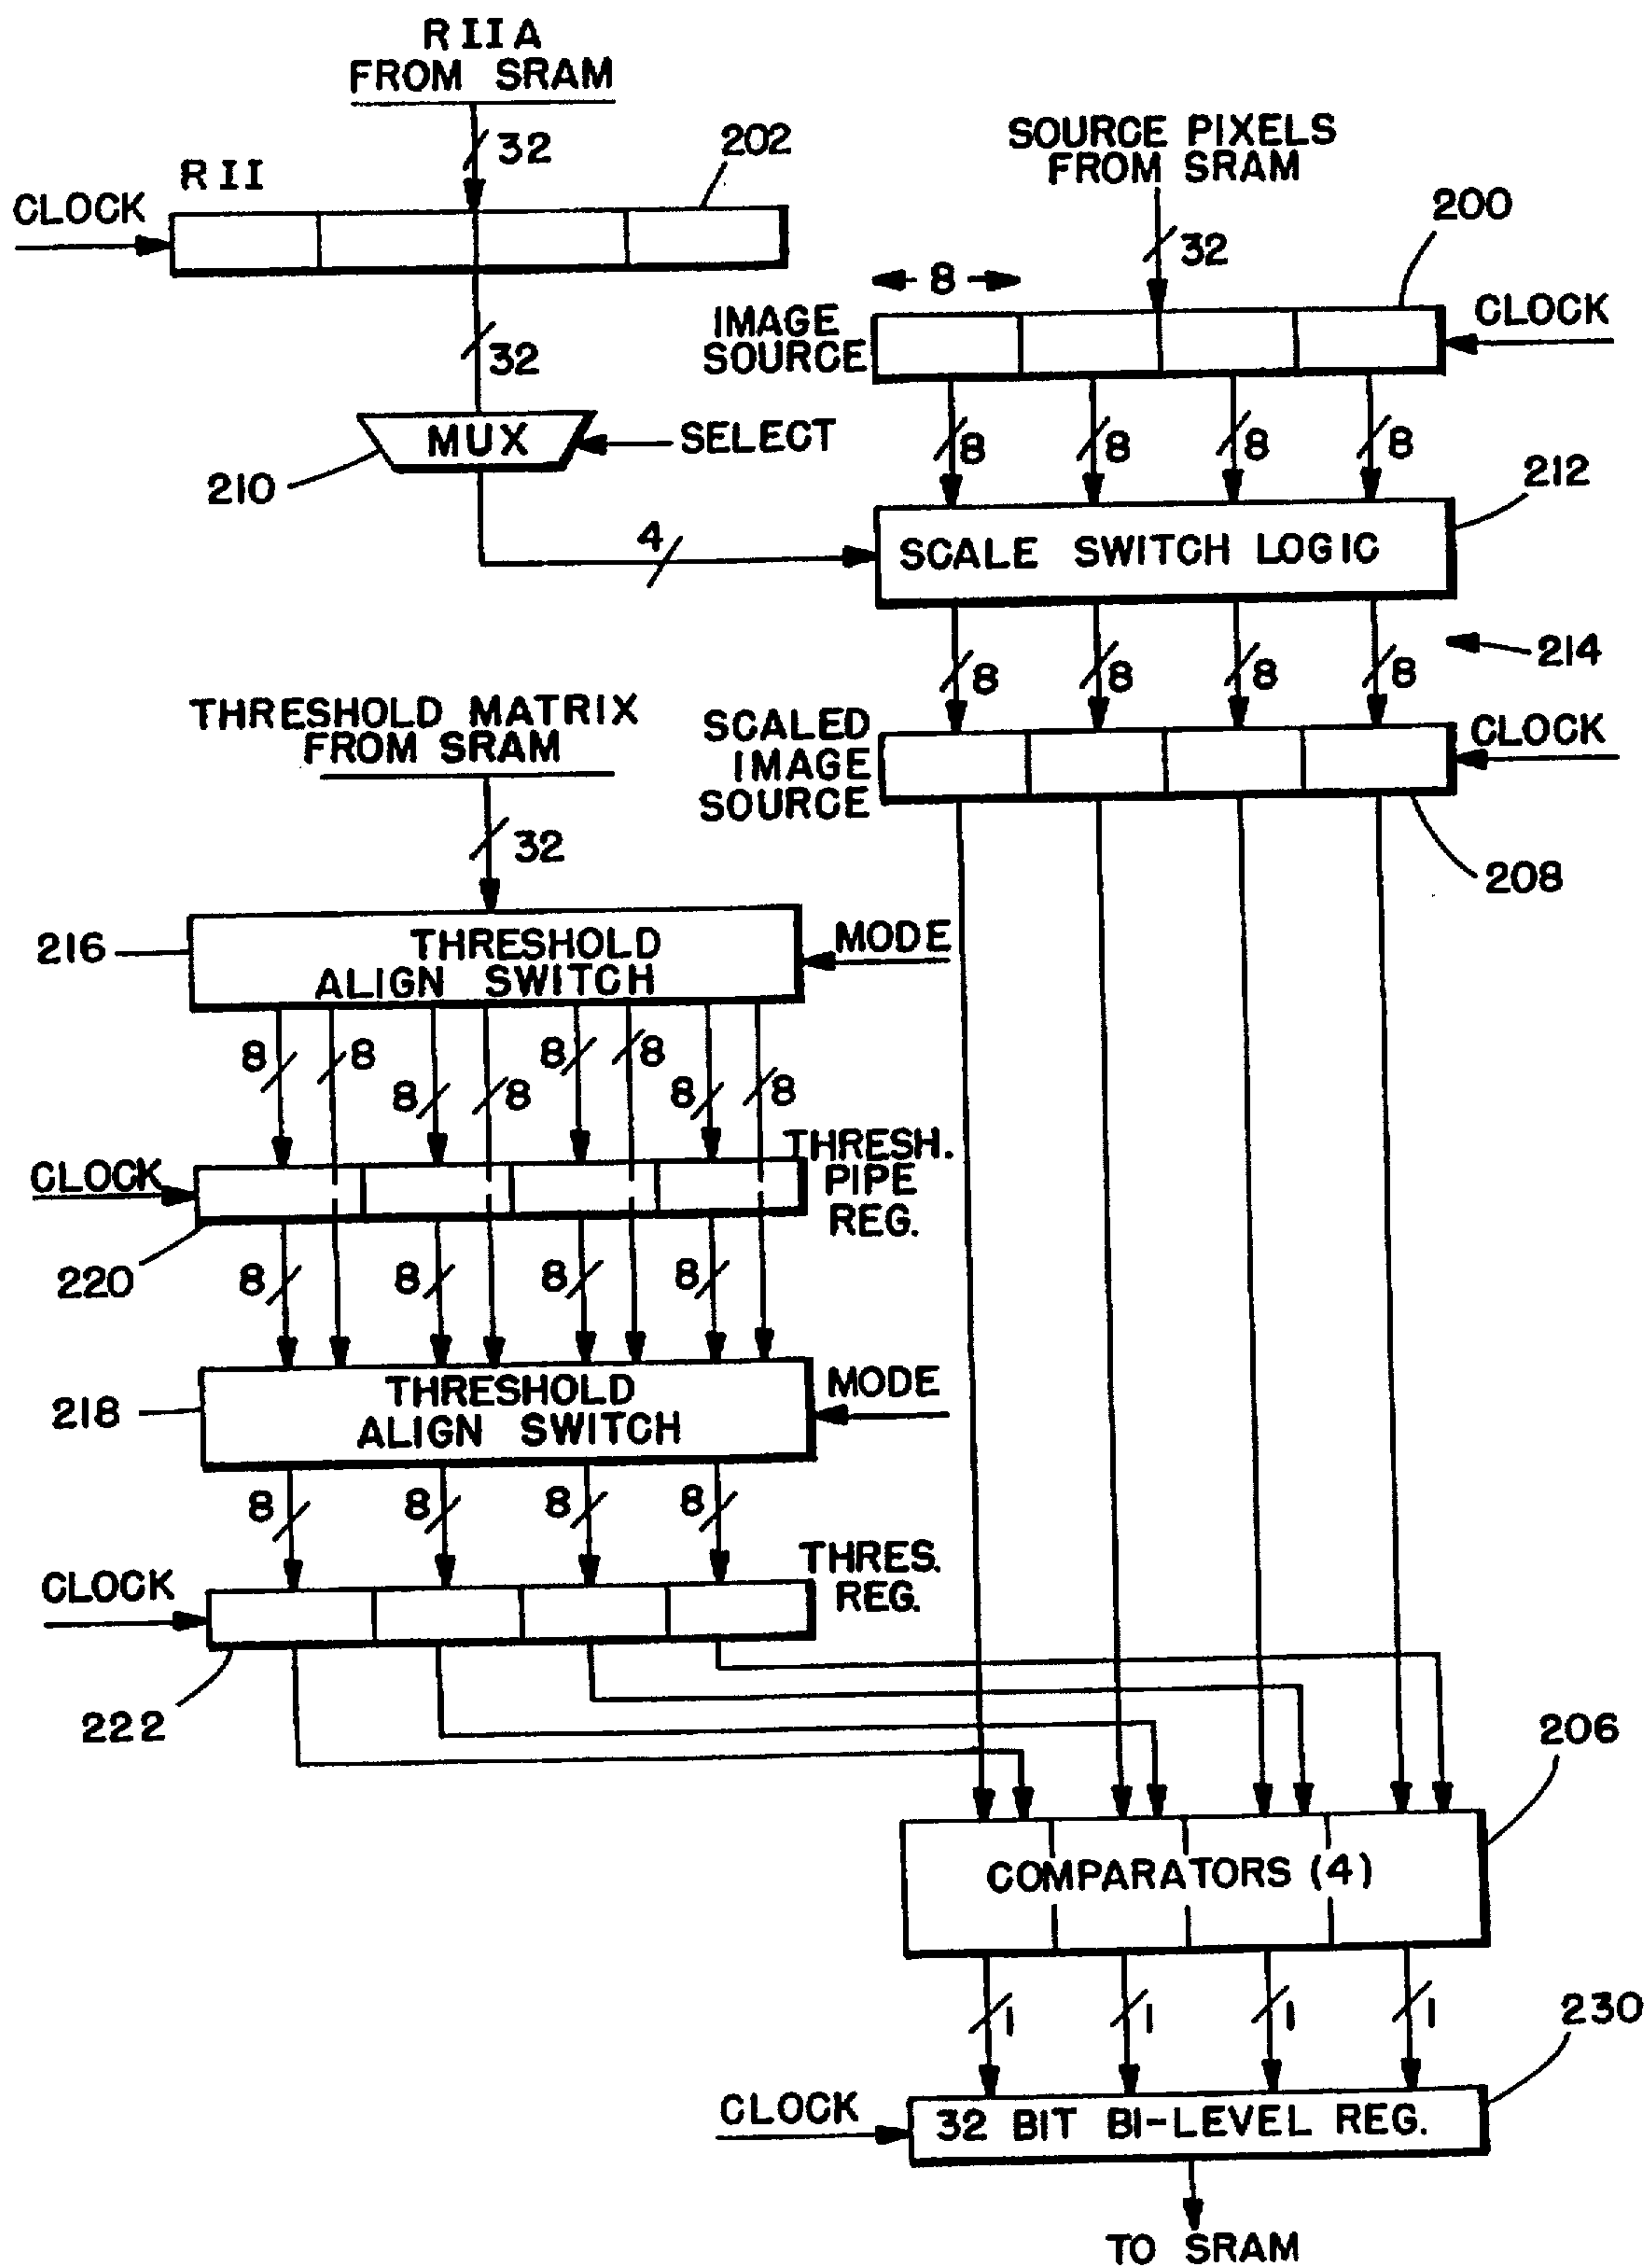 RIIA
FROM SRAM
32
202
RII
CLOCK
SOURCE PIXELS
FROM SRAM
32
200
8
IMAGE
SOURCE
CLOCK
32
MUX
SELECT
210
8
8
8
8
212
4
SCALE SWITCH LOGIC
8
8
8
8
214
THRESHOLD MATRIX
FROM SRAM
32
SCALED
IMAGE
SOURCE
CLOCK
208
216
THRESHOLD
ALIGN SWITCH
MODE
8
8
8
8
8
8
8
8
CLOCK
THRESH.
PIPE
REG.
220
8
8
8
8
218
THRESHOLD
ALIGN SWITCH
MODE
8
8
8
8
CLOCK
THRES.
REG.
222
206
COMPARATORS (4)
1
1
1
1
230
CLOCK
32 BIT BI-LEVEL REG.
TO SRAM